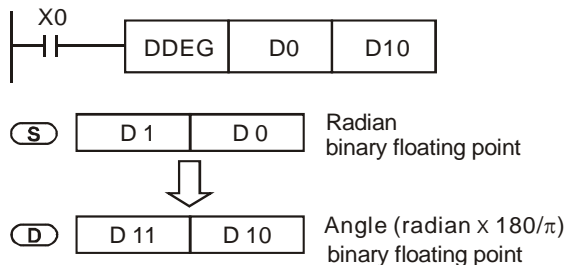 X0
DDEG D0 D10
S D 1 D 0 Radian
binary floating point
D D 11 D 10 Angle (radian x 180/π)
binary floating point